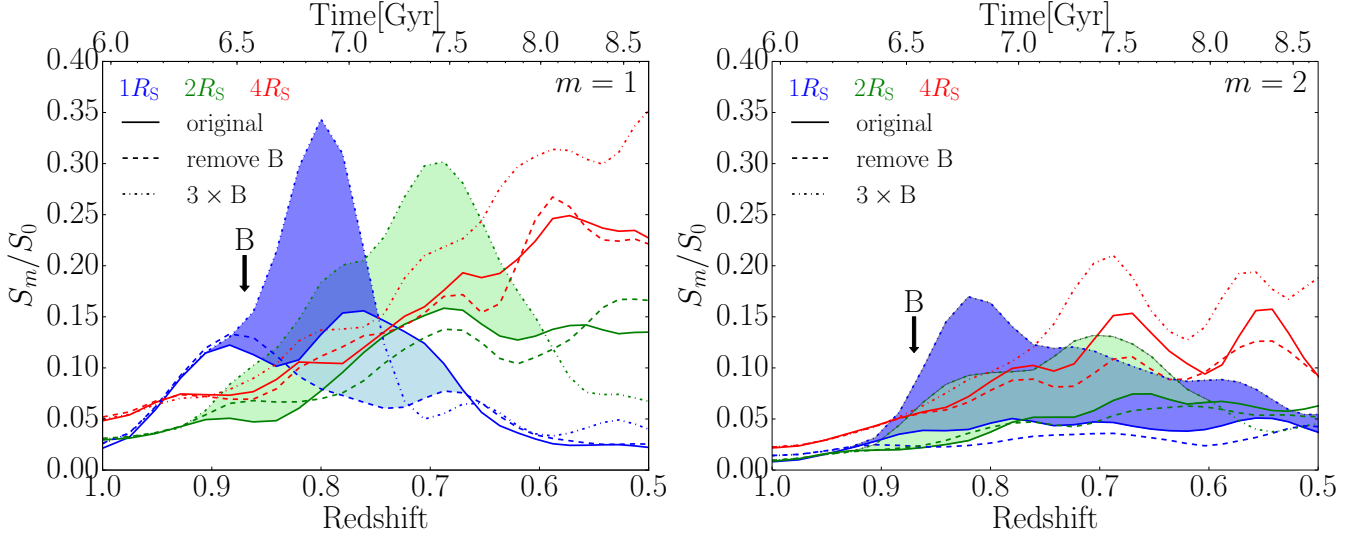 Time[Gyr]
6.0 6.5 7.0 7.5 8.0 8.5
0.40
0.35
0.30
0.25
0.20
0.15
0.10
0.05
0.00
S_m/S_0
1R_S 2R_S 4R_S
m = 1
original
remove B
3 × B
B
1.0 0.9 0.8 0.7 0.6 0.5
Redshift
Time[Gyr]
6.0 6.5 7.0 7.5 8.0 8.5
0.40
0.35
0.30
0.25
0.20
0.15
0.10
0.05
0.00
S_m/S_0
1R_S 2R_S 4R_S
m = 2
original
remove B
3 × B
B
1.0 0.9 0.8 0.7 0.6 0.5
Redshift